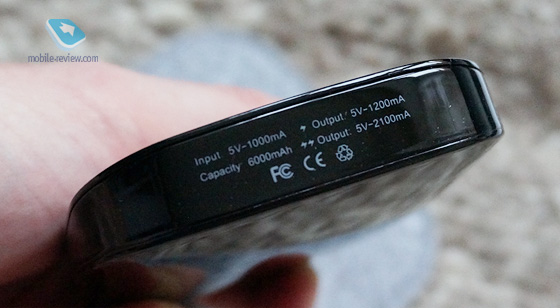 mobile-review.com
Input 5V-1000mA Output: 5V-1200mA
Capacity 6000mAh Output: 5V-2100mA
FC CE